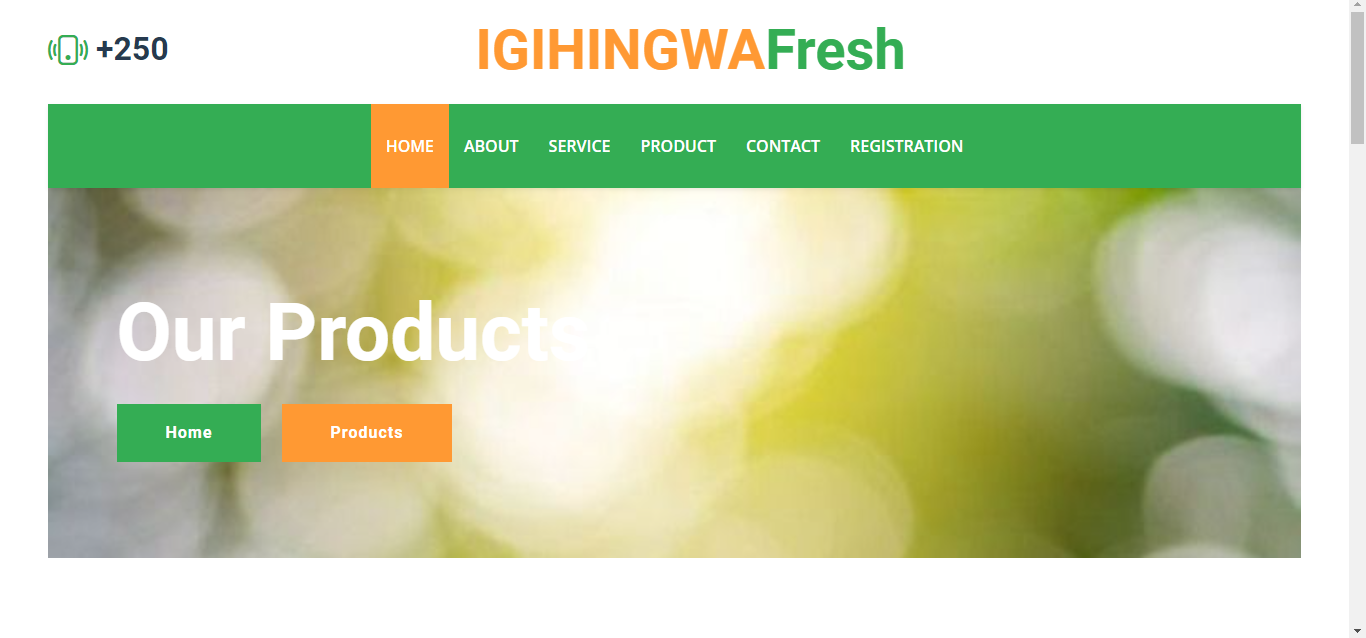 +250
IGIHINGWAFresh
HOME ABOUT SERVICE PRODUCT CONTACT REGISTRATION
Our Products
Home Products